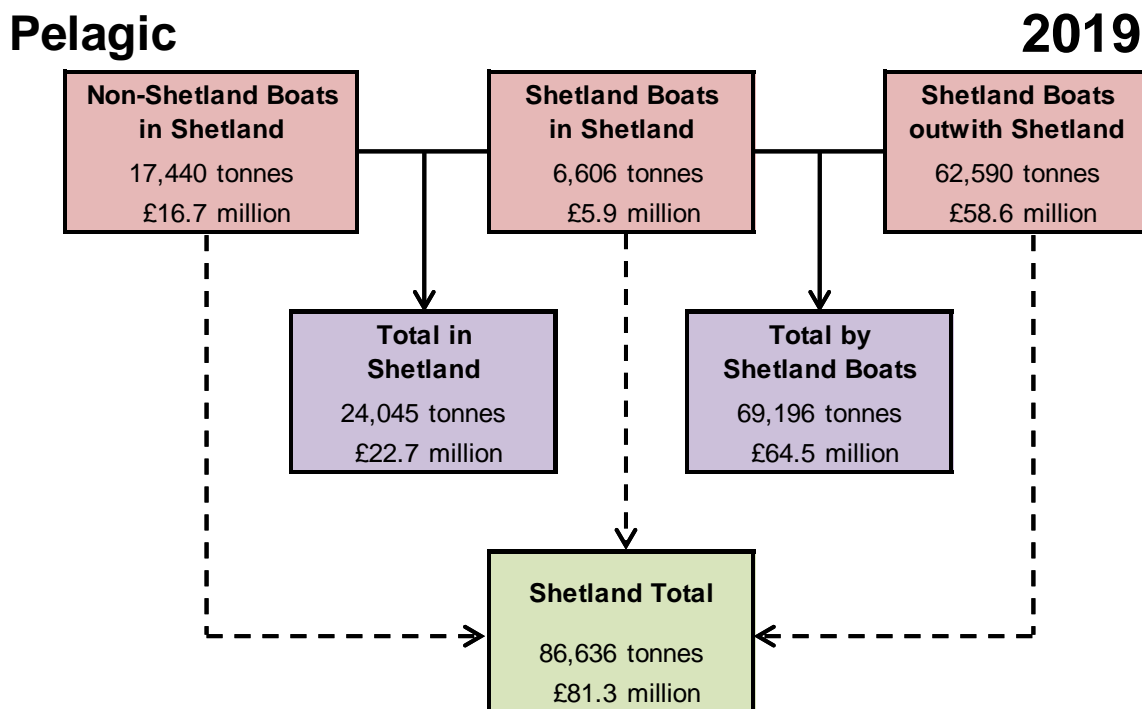 Pelagic
2019
Non-Shetland Boats
in Shetland
17,440 tonnes
£16.7 million
Shetland Boats
in Shetland
6,606 tonnes
£5.9 million
Shetland Boats
outwith Shetland
62,590 tonnes
£58.6 million
Total in
Shetland
24,045 tonnes
£22.7 million
Total by
Shetland Boats
69,196 tonnes
£64.5 million
Shetland Total
86,636 tonnes
£81.3 million